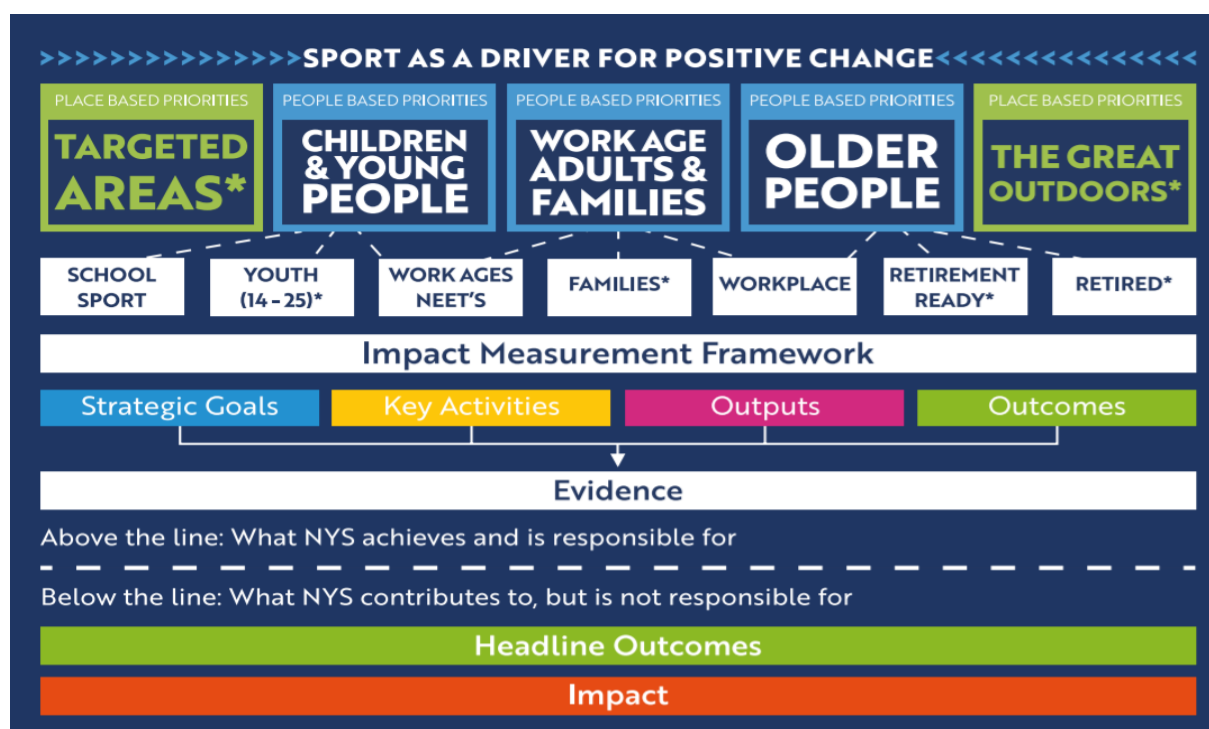 >>>>>>>>>>>>>>>>>>SPORT AS A DRIVER FOR POSITIVE CHANGE<<<<<<<<<<<<<<<<<<
PLACE BASED PRIORITIES
TARGETED
AREAS*
PEOPLE BASED PRIORITIES
CHILDREN
& YOUNG
PEOPLE
PEOPLE BASED PRIORITIES
WORK AGE
ADULTS &
FAMILIES
PEOPLE BASED PRIORITIES
OLDER
PEOPLE
PLACE BASED PRIORITIES
THE GREAT
OUTDOORS*
SCHOOL
SPORT
YOUTH
(14 – 25)*
WORK AGES
NEET'S
FAMILIES*
WORKPLACE
RETIREMENT
READY*
RETIRED*
Impact Measurement Framework
Strategic Goals
Key Activities
Outputs
Outcomes
Evidence
Above the line: What NYS achieves and is responsible for
Below the line: What NYS contributes to, but is not responsible for
Headline Outcomes
Impact